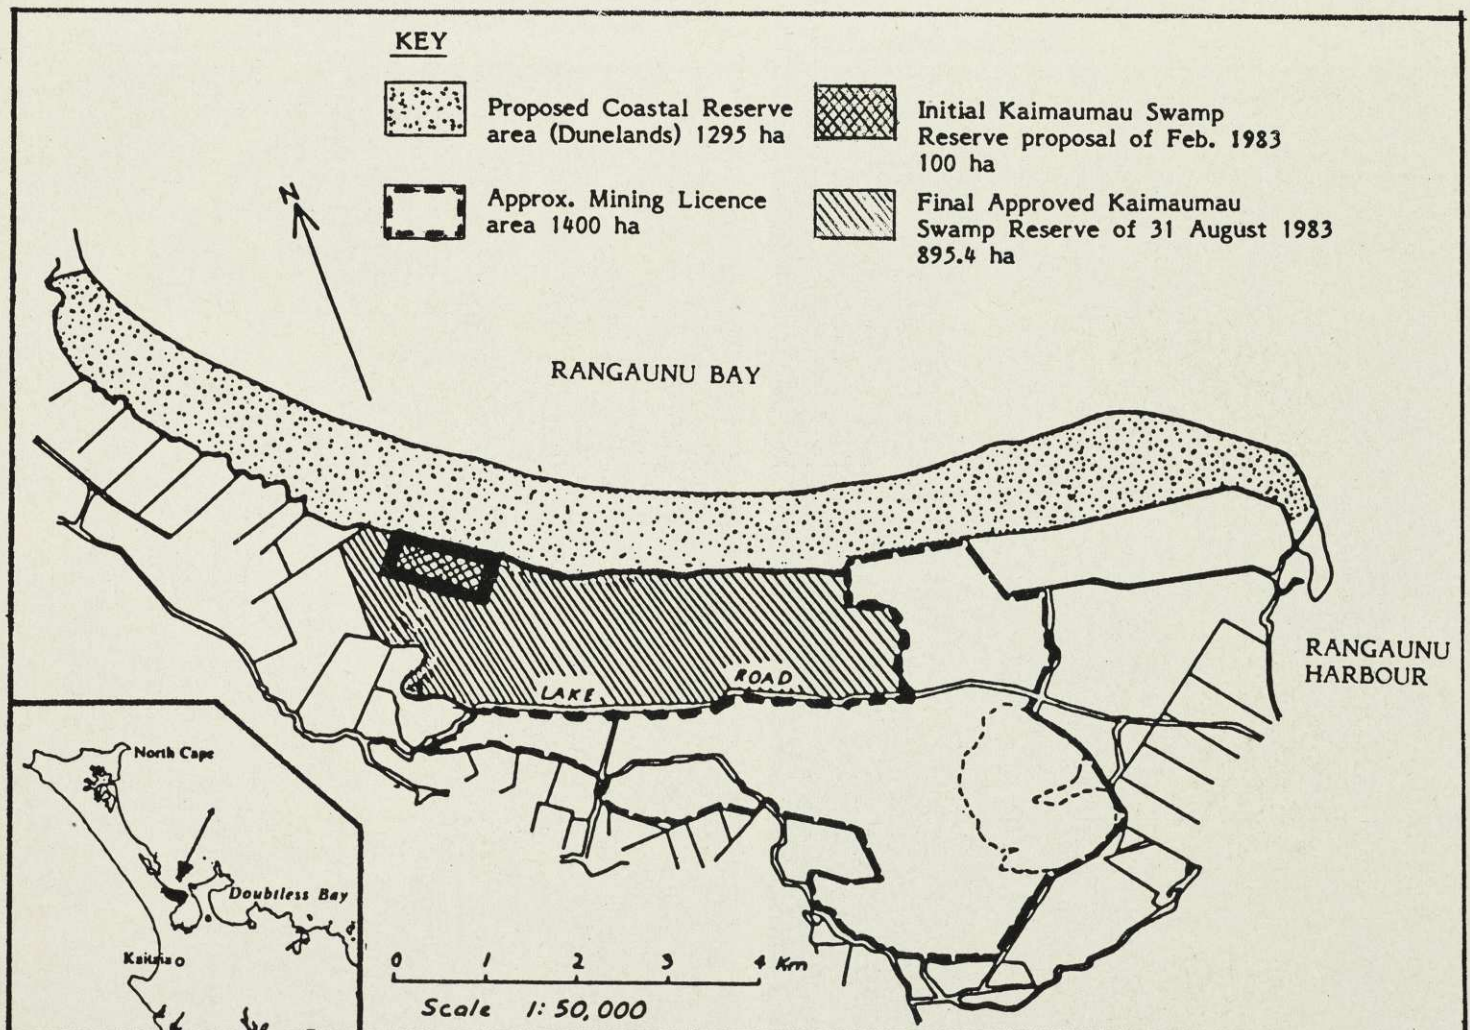 KEY
Proposed Coastal Reserve
area (Dunelands) 1295 ha
Approx. Mining Licence
area 1400 ha
Initial Kaimaumau Swamp
Reserve proposal of Feb. 1983
100 ha
Final Approved Kaimaumau
Swamp Reserve of 31 August 1983
895.4 ha
N
RANGAUNU BAY
RANGAUNU
HARBOUR
LAKE ROAD
North Cape
Doubtless Bay
0 1 2 3 4 Km
Scale 1:50,000